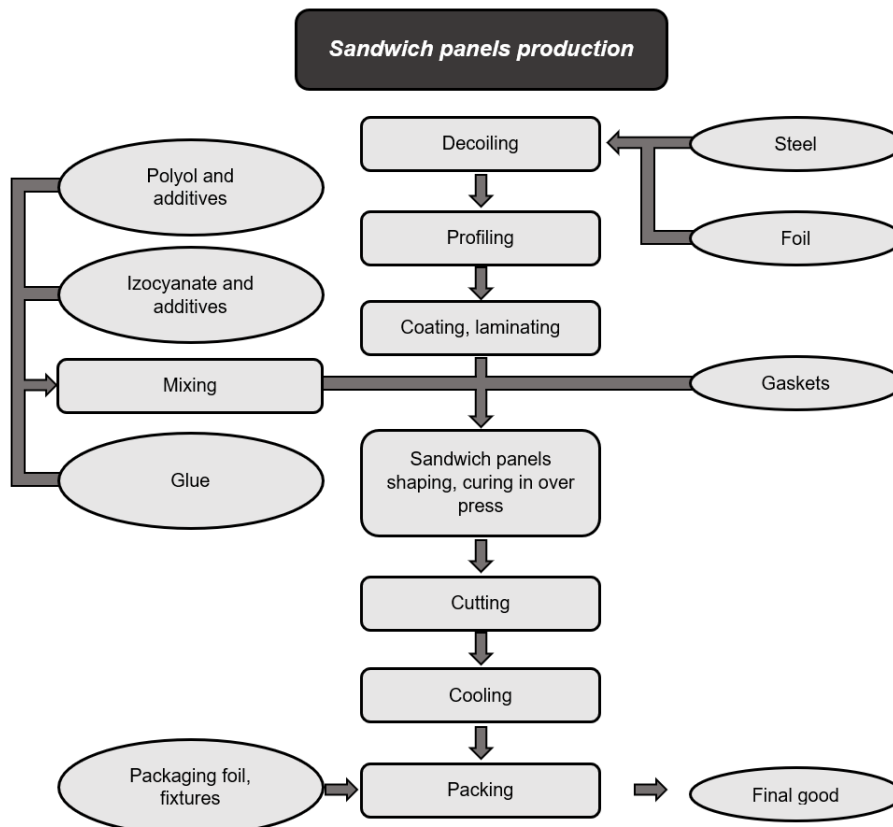 Sandwich panels production
Decoiling
Steel
Polyol and
additives
Profiling
Foil
Izocyanate and
additives
Coating, laminating
Mixing
Gaskets
Sandwich panels
shaping, curing in over
press
Glue
Cutting
Cooling
Packaging foil,
fixtures
Packing
Final good